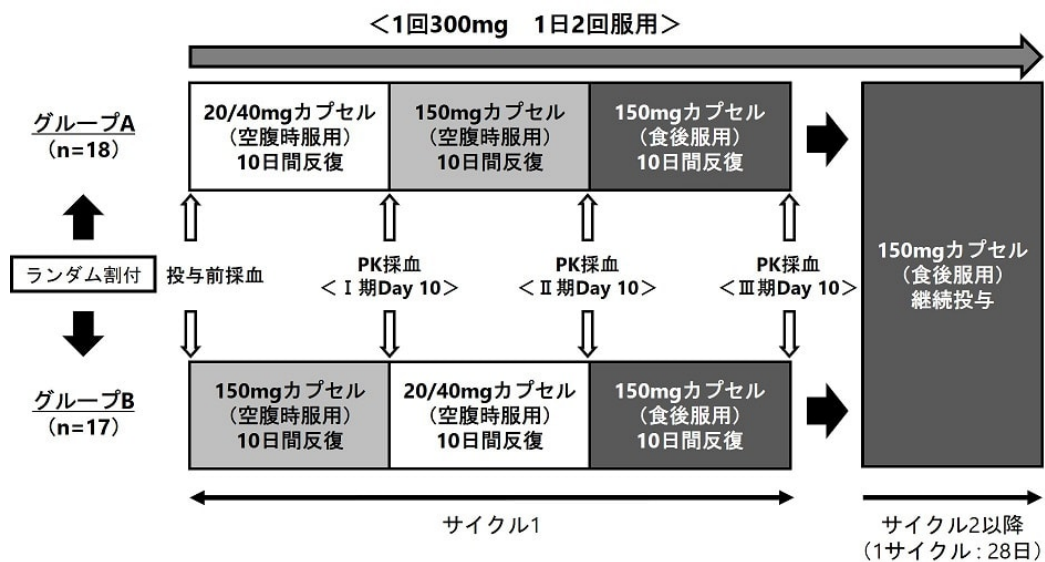 ＜1回300mg　1日2回服用＞
グループA
（n=18）
20/40mgカプセル
（空腹時服用）
10日間反復
150mgカプセル
（空腹時服用）
10日間反復
150mgカプセル
（食後服用）
10日間反復
ランダム割付
投与前採血
PK採血
＜Ⅰ期Day 10＞
PK採血
＜Ⅱ期Day 10＞
PK採血
＜Ⅲ期Day 10＞
150mgカプセル
（食後服用）
継続投与
グループB
（n=17）
150mgカプセル
（空腹時服用）
10日間反復
20/40mgカプセル
（空腹時服用）
10日間反復
150mgカプセル
（食後服用）
10日間反復
サイクル1
サイクル2以降
（1サイクル：28日）